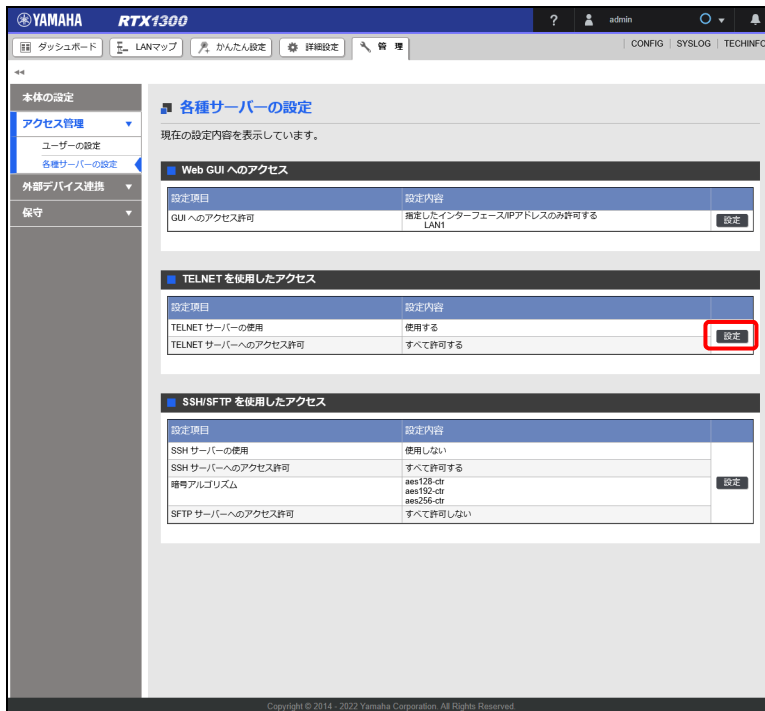 YAMAHA RTX1300 ? admin
ダッシュボード LANマップ かんたん設定 詳細設定 管理 CONFIG SYSLOG TECHINFO
本体の設定
アクセス管理
ユーザーの設定
各種サーバーの設定
外部デバイス連携
保守
各種サーバーの設定
現在の設定内容を表示しています。
Web GUI へのアクセス
設定項目 設定内容
GUI へのアクセス許可 指定したインターフェース/IPアドレスのみ許可する 設定
LAN1
TELNET を使用したアクセス
設定項目 設定内容
TELNET サーバーの使用 使用する 設定
TELNET サーバーへのアクセス許可 すべて許可する
SSH/SFTP を使用したアクセス
設定項目 設定内容
SSH サーバーの使用 使用しない
SSH サーバーへのアクセス許可 すべて許可する
暗号アルゴリズム aes128-ctr 設定
aes192-ctr
aes256-ctr
SFTP サーバーへのアクセス許可 すべて許可しない
Copyright © 2014 - 2022 Yamaha Corporation. All Rights Reserved.